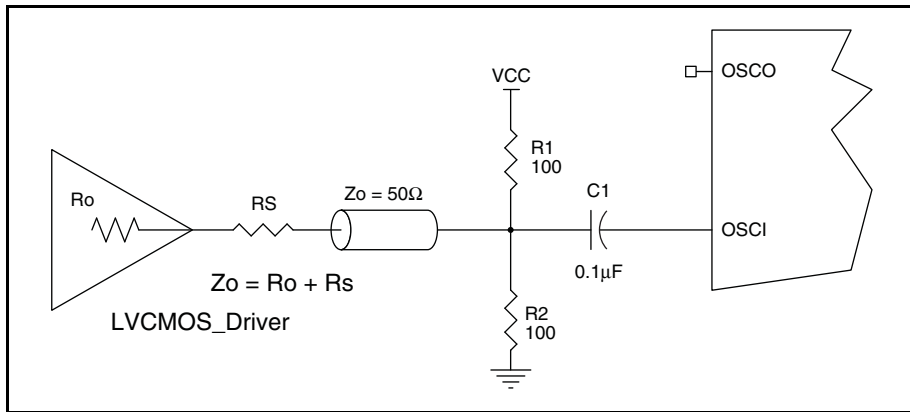 VCC
OSCO
R1
100
C1
Ro
RS
Zo = 50Ω
OSCI
0.1μF
Zo = Ro + Rs
LVCMOS_Driver
R2
100